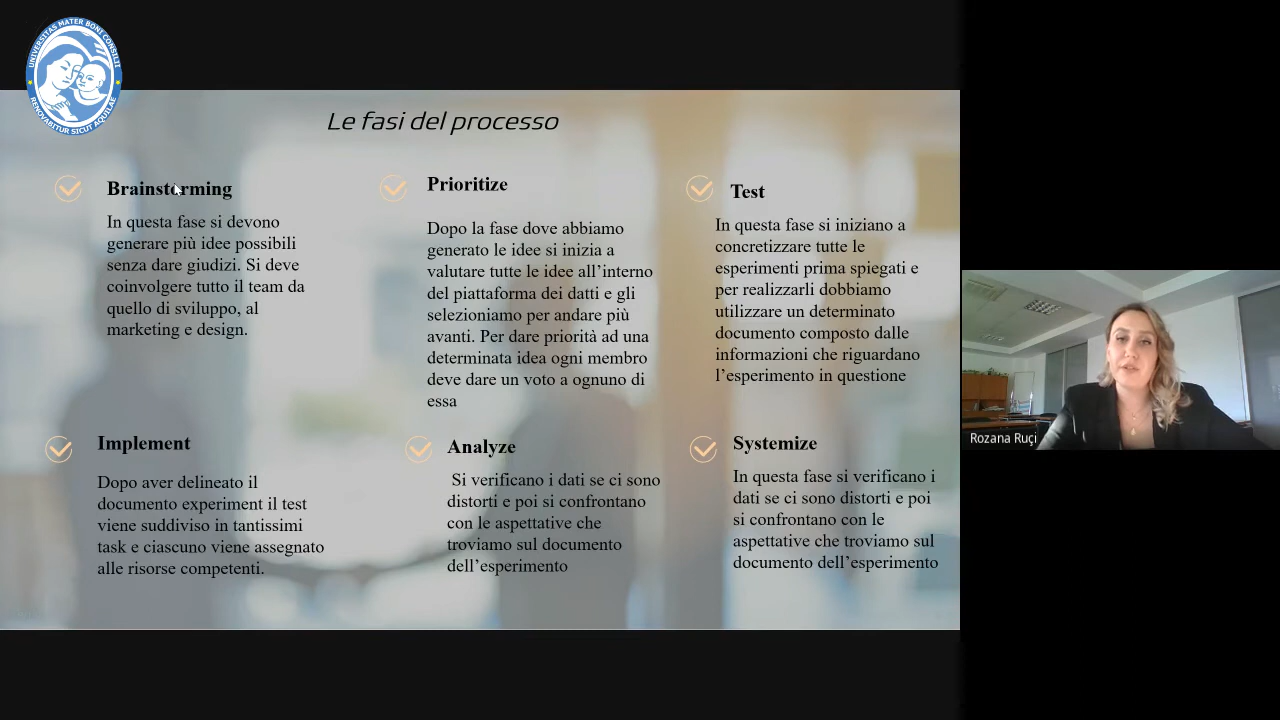 UNIVERSITAS MATER BONI CONSILII
RENOVABITUR SICUT AQUILAE
Le fasi del processo
Brainstorming
In questa fase si devono
generare più idee possibili
senza dare giudizi. Si deve
coinvolgere tutto il team da
quello di sviluppo, al
marketing e design.
Prioritize
Dopo la fase dove abbiamo
generato le idee si inizia a
valutare tutte le idee all’interno
del piattaforma dei datti e gli
selezioniamo per andare più
avanti. Per dare priorità ad una
determinata idea ogni membro
deve dare un voto a ognuno di
essa
Test
In questa fase si iniziano a
concretizzare tutte le
esperimenti prima spiegati e
per realizzarli dobbiamo
utilizzare un determinato
documento composto dalle
informazioni che riguardano
l’esperimento in questione
Implement
Dopo aver delineato il
documento experiment il test
viene suddiviso in tantissimi
task e ciascuno viene assegnato
alle risorse competenti.
Analyze
Si verificano i dati se ci sono
distorti e poi si confrontano
con le aspettative che
troviamo sul documento
dell’esperimento
Systemize
In questa fase si verificano i
dati se ci sono distorti e poi
si confrontano con le
aspettative che troviamo sul
documento dell’esperimento
Rozana Ruçi